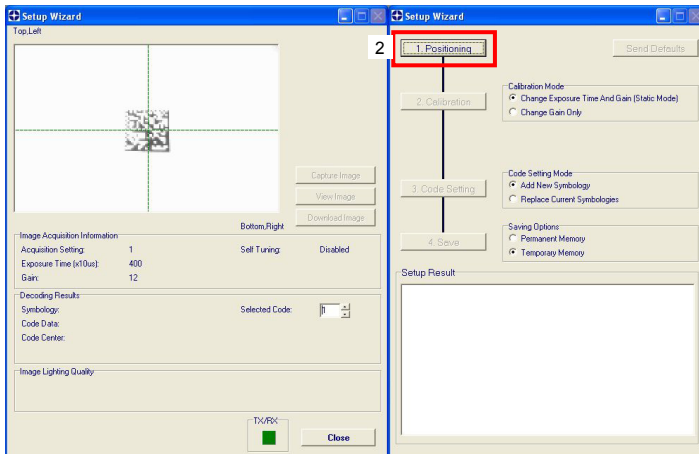 Setup Wizard
Top,Left
Capture Image
View Image
Download Image
Bottom,Right
Image Acquisition Information
Acquisition Setting: 1 Self Tuning: Disabled
Exposure Time (x10us): 400
Gain: 12
Decoding Results
Symbology: Selected Code: 1
Code Data:
Code Center:
Image Lighting Quality
TX/RX
Close
Setup Wizard
2
1. Positioning
Send Defaults
2. Calibration
Calibration Mode
Change Exposure Time And Gain (Static Mode)
Change Gain Only
3. Code Setting
Code Setting Mode
Add New Symbology
Replace Current Symbologies
4. Save
Saving Options
Permanent Memory
Temporary Memory
Setup Result